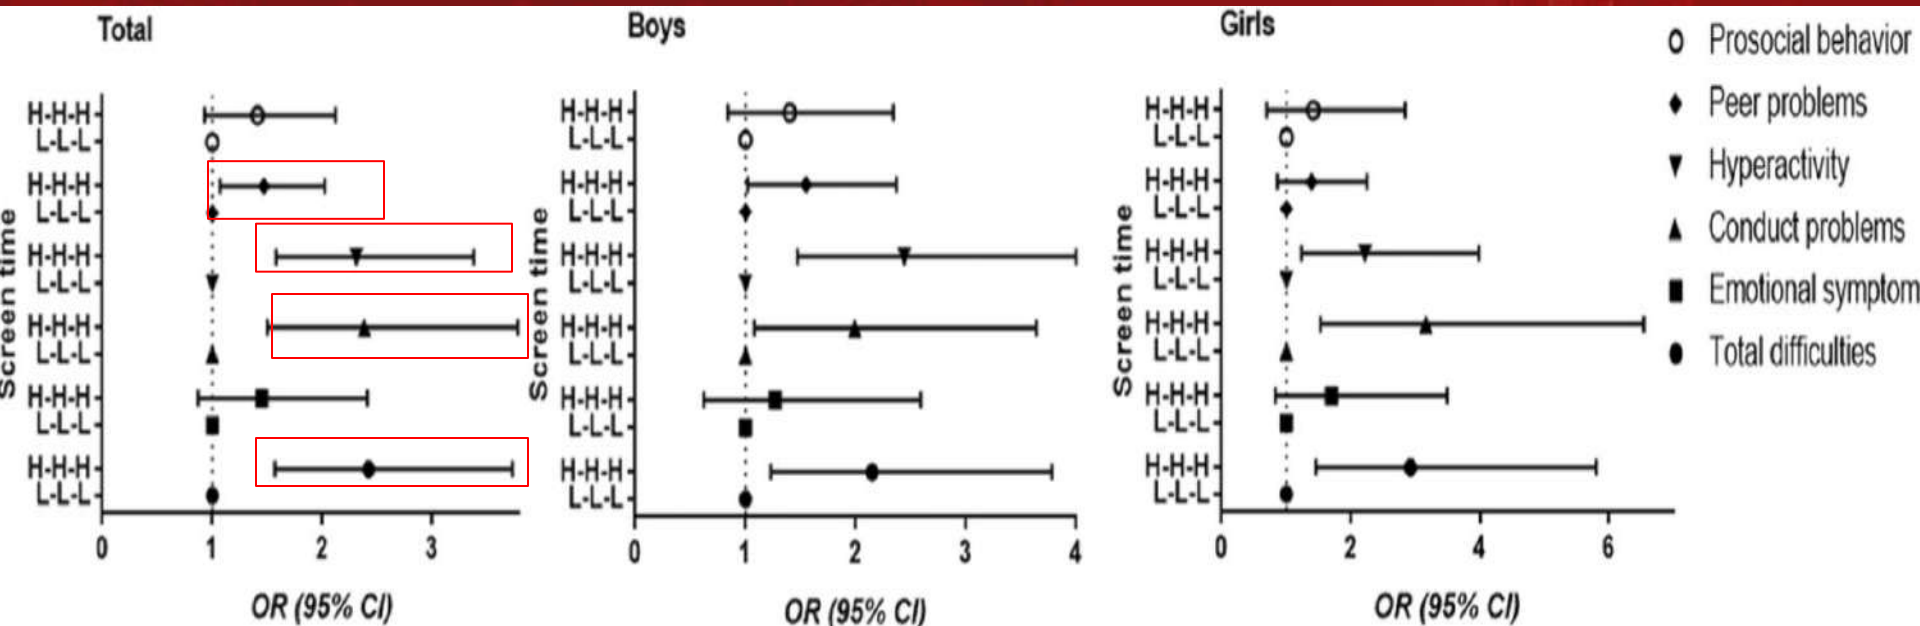 Total
Screen time
H-H-H
L-L-L
H-H-H
L-L-L
H-H-H
L-L-L
H-H-H
L-L-L
H-H-H
L-L-L
H-H-H
L-L-L
0 1 2 3
OR (95% CI)
Boys
Screen time
H-H-H
L-L-L
H-H-H
L-L-L
H-H-H
L-L-L
H-H-H
L-L-L
H-H-H
L-L-L
H-H-H
L-L-L
0 1 2 3 4
OR (95% CI)
Girls
Screen time
H-H-H
L-L-L
H-H-H
L-L-L
H-H-H
L-L-L
H-H-H
L-L-L
H-H-H
L-L-L
H-H-H
L-L-L
0 2 4 6
OR (95% CI)
Prosocial behavior
Peer problems
Hyperactivity
Conduct problems
Emotional symptom
Total difficulties